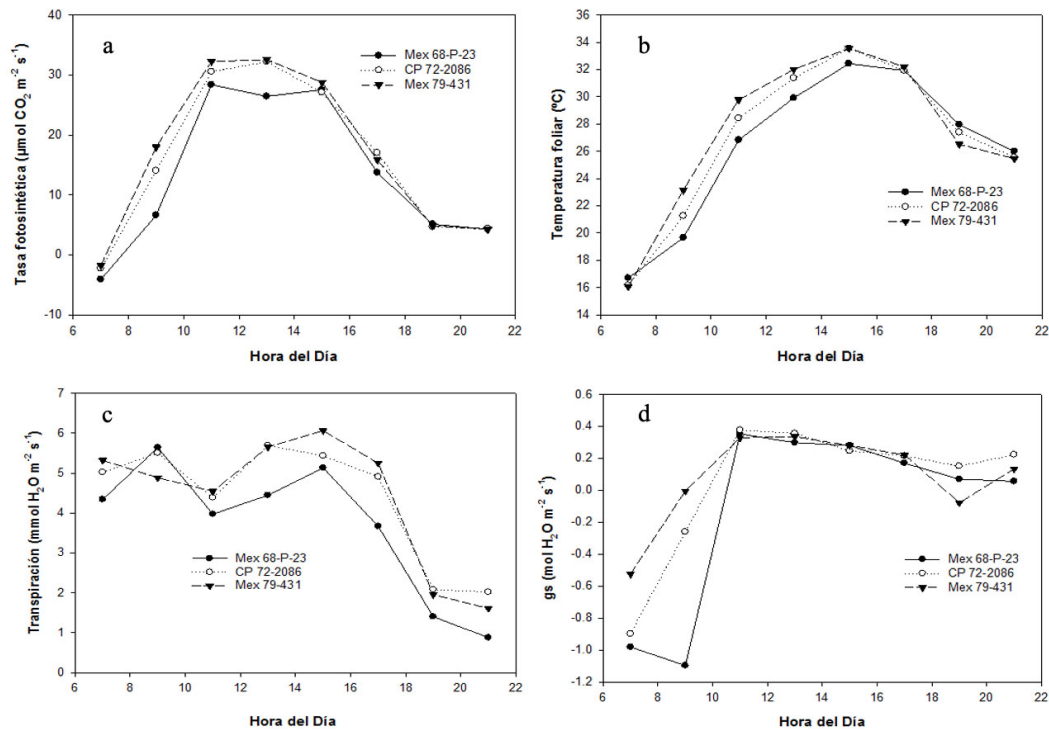 a
Mex 68-P-23
CP 72-2086
Mex 79-431
Tasa fotosintética (µmol CO₂ m⁻² s⁻¹)
40
30
20
10
0
-10
6 8 10 12 14 16 18 20 22
Hora del Día
b
Mex 68-P-23
CP 72-2086
Mex 79-431
Temperatura foliar (ºC)
36
34
32
30
28
26
24
22
20
18
16
14
6 8 10 12 14 16 18 20 22
Hora del Día
c
Mex 68-P-23
CP 72-2086
Mex 79-431
Transpiracion (mmol H₂O m⁻² s⁻¹)
7
6
5
4
3
2
1
0
6 8 10 12 14 16 18 20 22
Hora del Día
d
Mex 68-P-23
CP 72-2086
Mex 79-431
gs (mol H₂O m⁻² s⁻¹)
0.6
0.4
0.2
0.0
-0.2
-0.4
-0.6
-0.8
-1.0
-1.2
6 8 10 12 14 16 18 20 22
Hora del Día